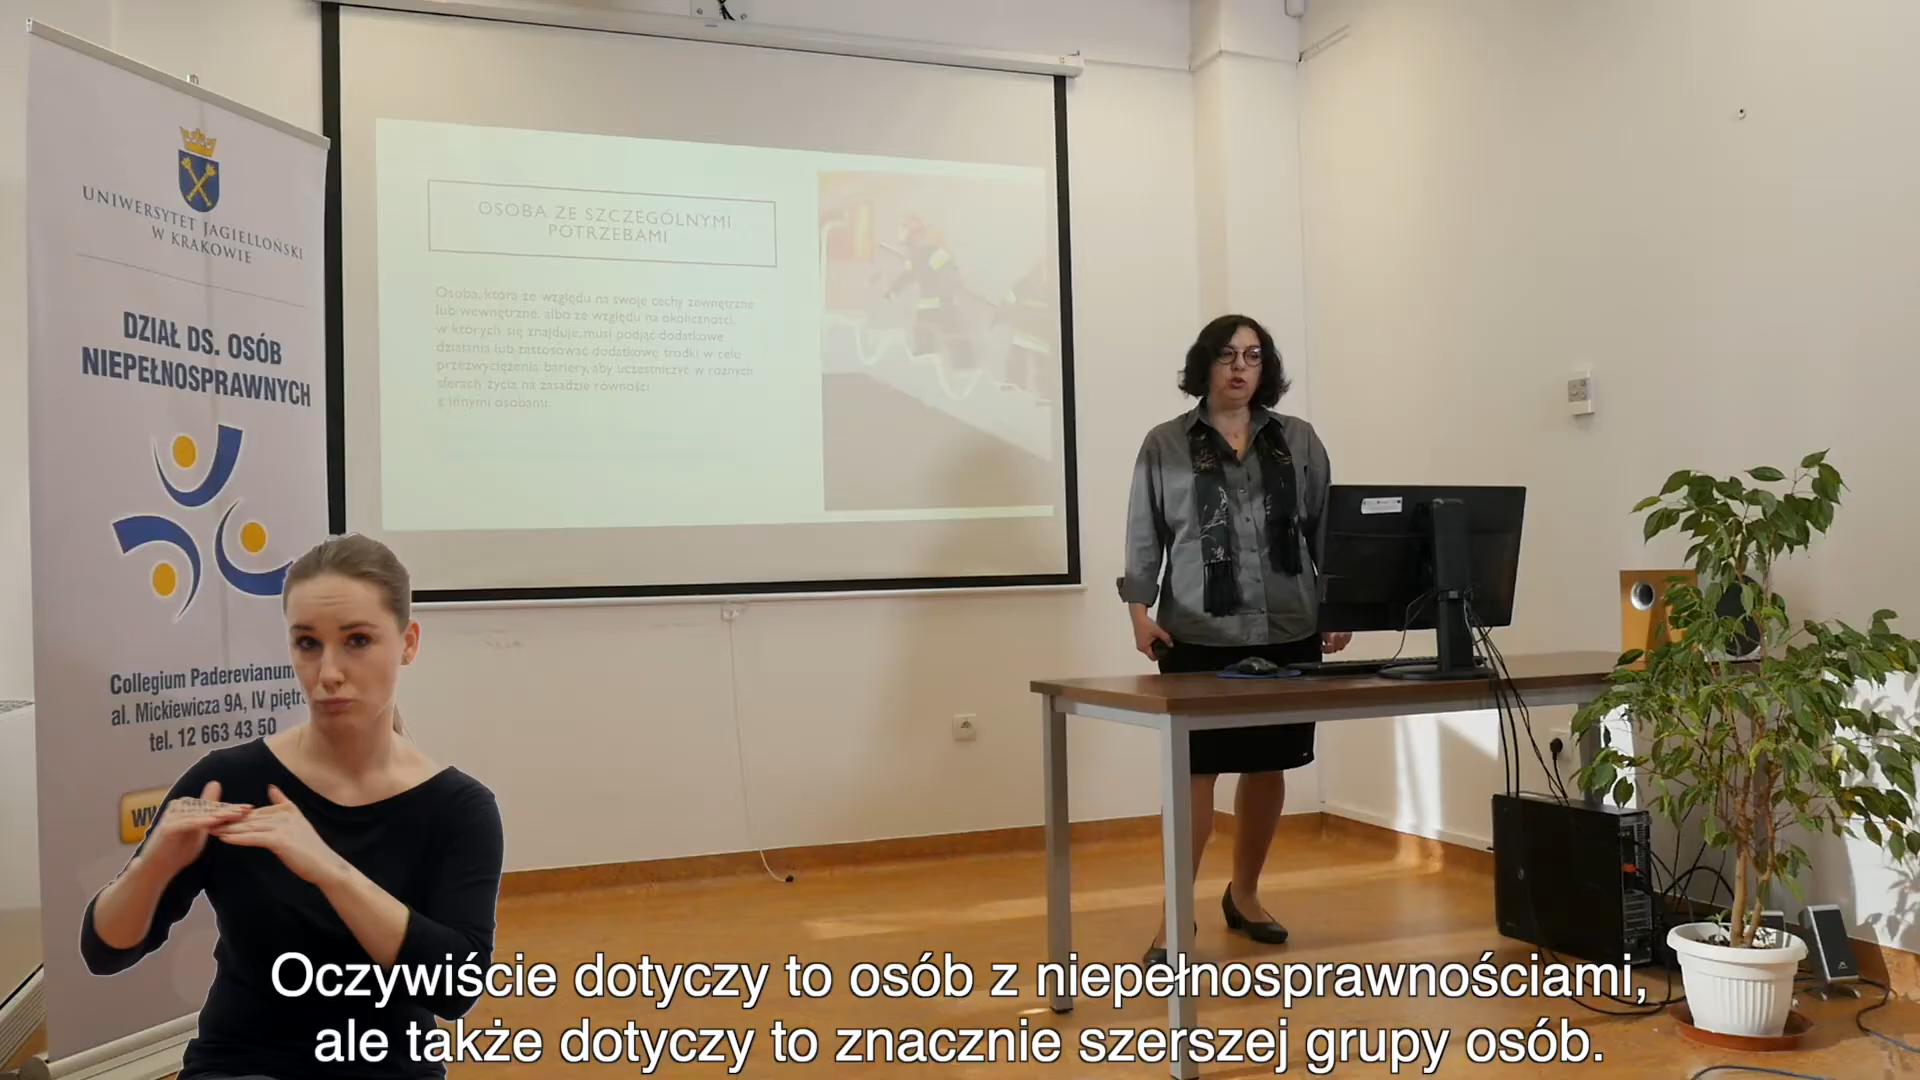 UNIWERSYTET JAGIELLOŃSKI
W KRAKOWIE
DZIAŁ DS. OSÓB
NIEPEŁNOSPRAWNYCH
Collegium Paderevianum
al. Mickiewicza 9A, IV piętr
tel. 12 663 43 50
OSOBA ZE SZCZEGÓLNYMI
POTRZEBAMI
Osoba, która ze względu na swoje cechy zewnętrzne
lub wewnętrzne, albo ze względu na okoliczności,
w których się znajduje, musi podjąć dodatkowe
działania lub zastosować dodatkowe środki w celu
przezwyciężenia bariery, aby uczestniczyć w różnych
sferach życia na zasadzie równości
z innymi osobami.
Oczywiście dotyczy to osób z niepełnosprawnościami,
ale także dotyczy to znacznie szerszej grupy osób.